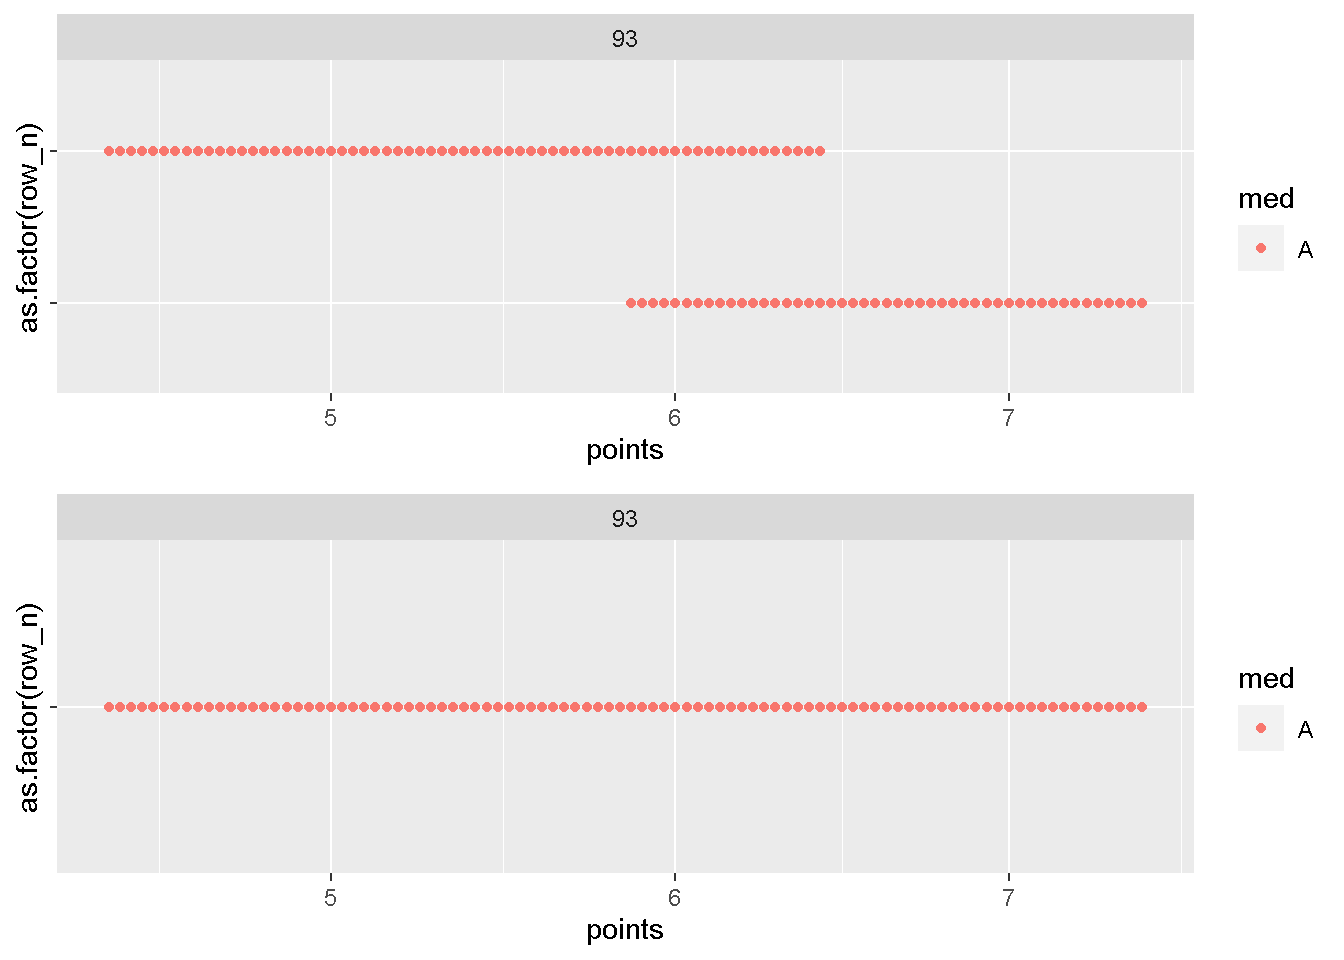 93
as.factor(row_n)
5 6 7
points
med
A
93
as.factor(row_n)
5 6 7
points
med
A